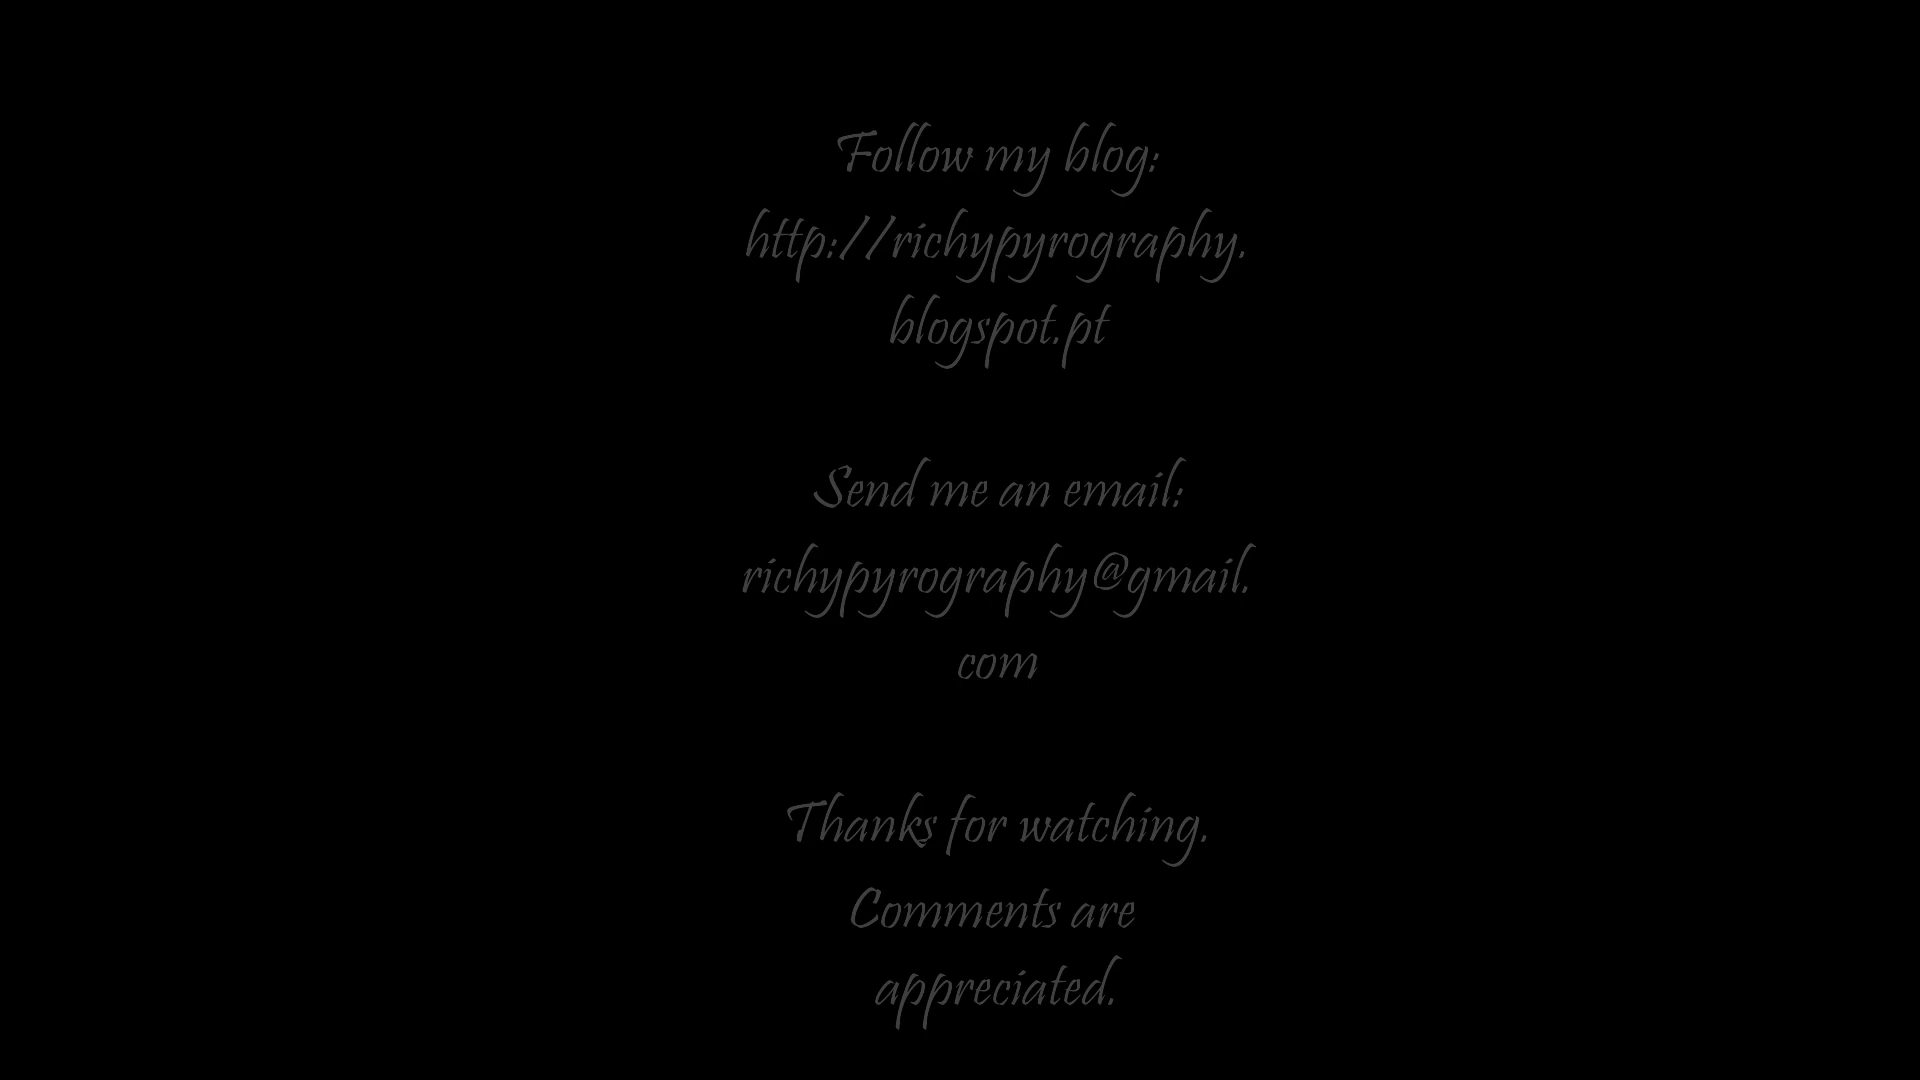 Follow my blog:
http://richypyrography.
blogspot.pt
Send me an email:
richypyrography@gmail.
com
Thanks for watching.
Comments are
appreciated.